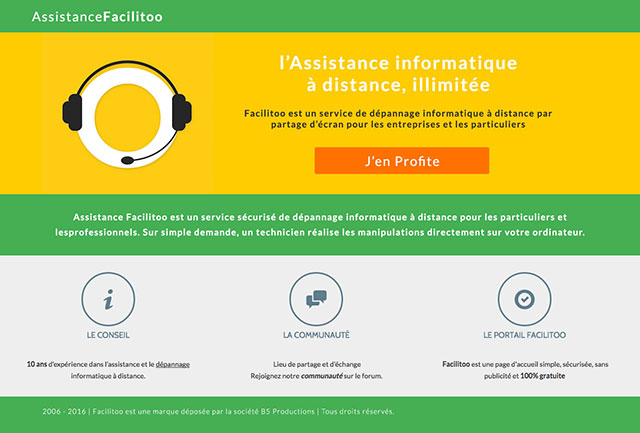 AssistanceFacilitoo
l'Assistance informatique
à distance, illimitée
Facilitoo est un service de dépannage informatique à distance par
partage d'écran pour les entreprises et les particuliers
J'en Profite
Assistance Facilitoo est un service sécurisé de dépannage informatique à distance pour les particuliers et
lesprofessionnels. Sur simple demande, un technicien réalise les manipulations directement sur votre ordinateur.
LE CONSEIL
10 ans d'expérience dans l'assistance et le dépannage
informatique à distance.
LA COMMUNAUTÉ
Lieu de partage et d'échange
Rejoignez notre communauté sur le forum.
LE PORTAIL FACILITOO
Facilitoo est une page d'accueil simple, sécurisée, sans
publicité et 100% gratuite
2006 - 2016 | Facilitoo est une marque déposée par la société B5 Productions | Tous droits réservés.